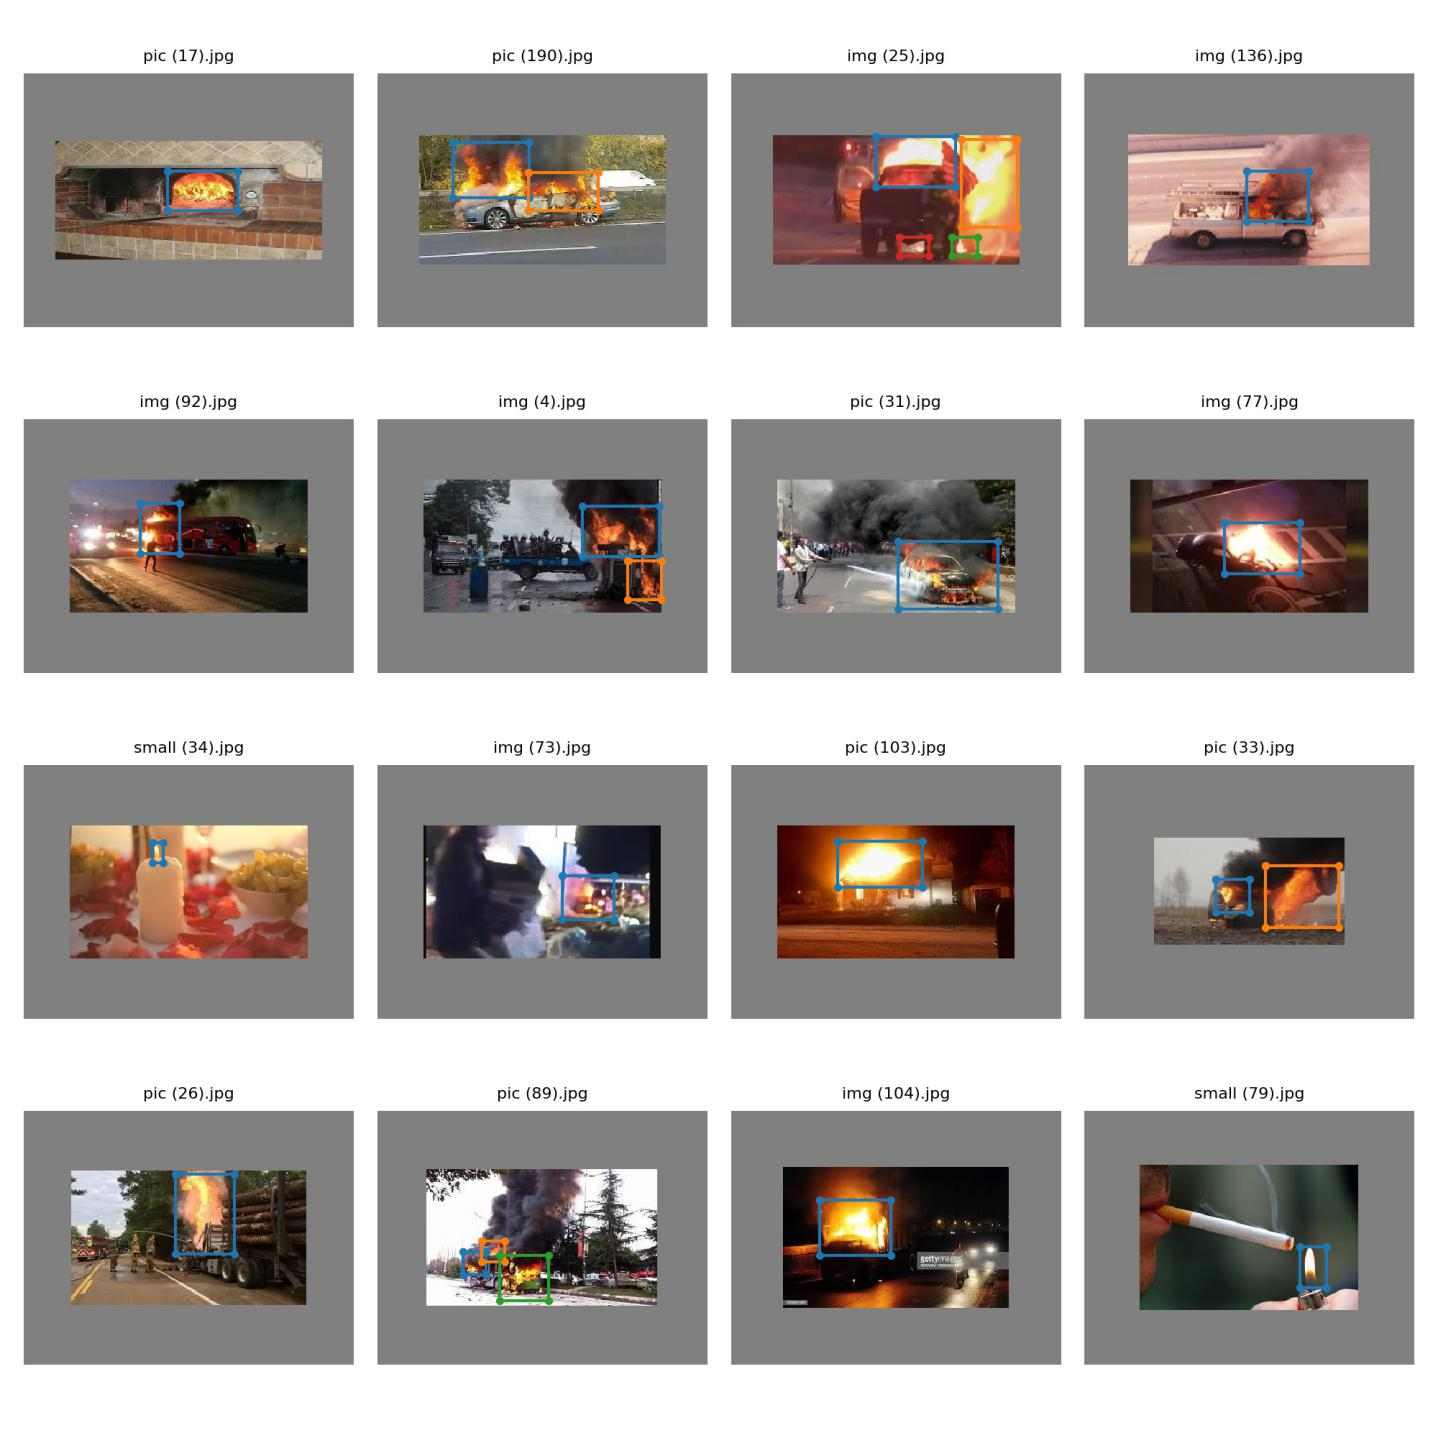 pic (17).jpg
pic (190).jpg
img (25).jpg
img (136).jpg
img (92).jpg
img (4).jpg
pic (31).jpg
img (77).jpg
small (34).jpg
img (73).jpg
pic (103).jpg
pic (33).jpg
pic (26).jpg
pic (89).jpg
img (104).jpg
small (79).jpg
gettyimages